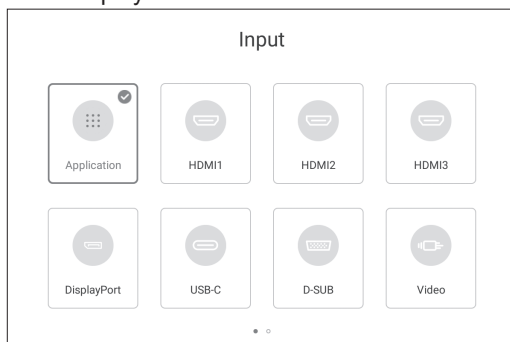 Input
Application HDMI1 HDMI2 HDMI3
DisplayPort USB-C D-SUB Video